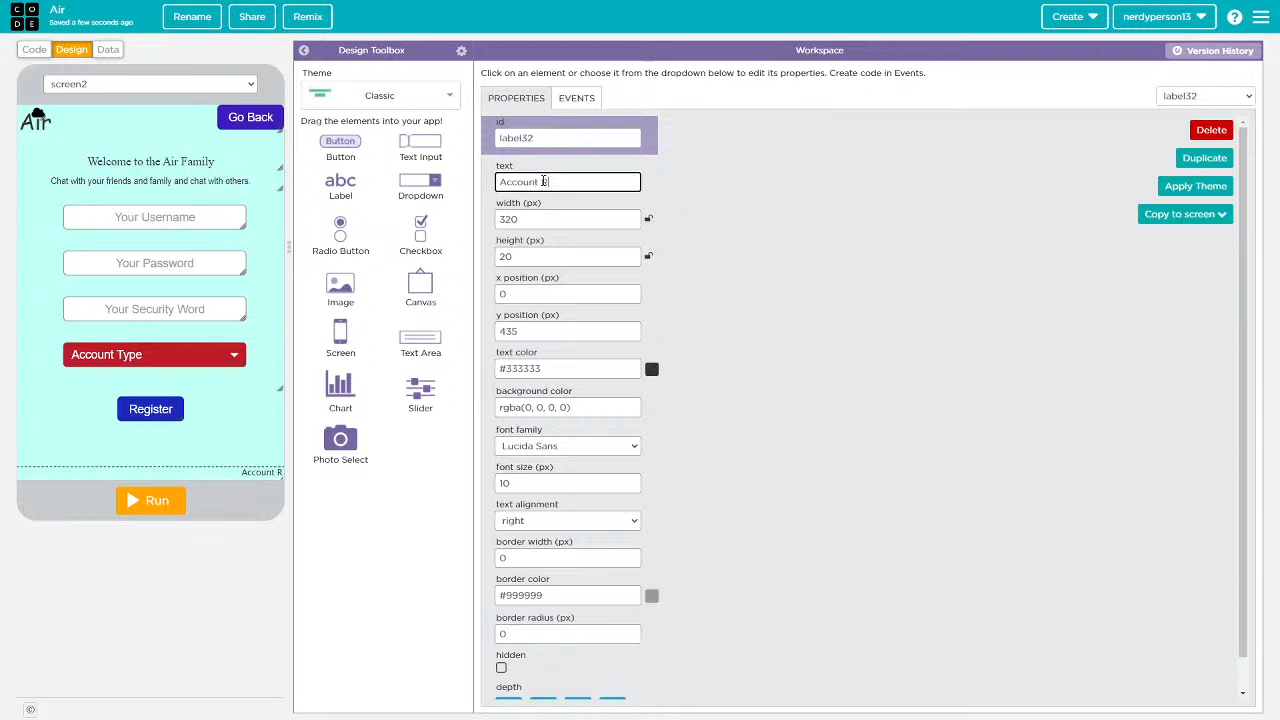 CODE
Air
Saved a few seconds ago
Rename
Share
Remix
Create
nerdyperson13
?
Code
Design
Data
Design Toolbox
Workspace
Version History
screen2
Theme
Classic
Click on an element or choose it from the dropdown below to edit its properties. Create code in Events.
PROPERTIES
EVENTS
label32
Air
Go Back
Welcome to the Air Family
Chat with your friends and family and chat with others.
Your Username
Your Password
Your Security Word
Account Type
Register
Account R
Run
Drag the elements into your app!
Button
Button
Text Input
abc
Label
Dropdown
Radio Button
Checkbox
Image
Canvas
Screen
Text Area
Chart
Slider
Photo Select
id
label32
text
Account R
width (px)
320
height (px)
20
x position (px)
0
y position (px)
435
text color
#333333
background color
rgba(0, 0, 0, 0)
font family
Lucida Sans
font size (px)
10
text alignment
right
border width (px)
0
border color
#999999
border radius (px)
0
hidden
depth
Delete
Duplicate
Apply Theme
Copy to screen
©